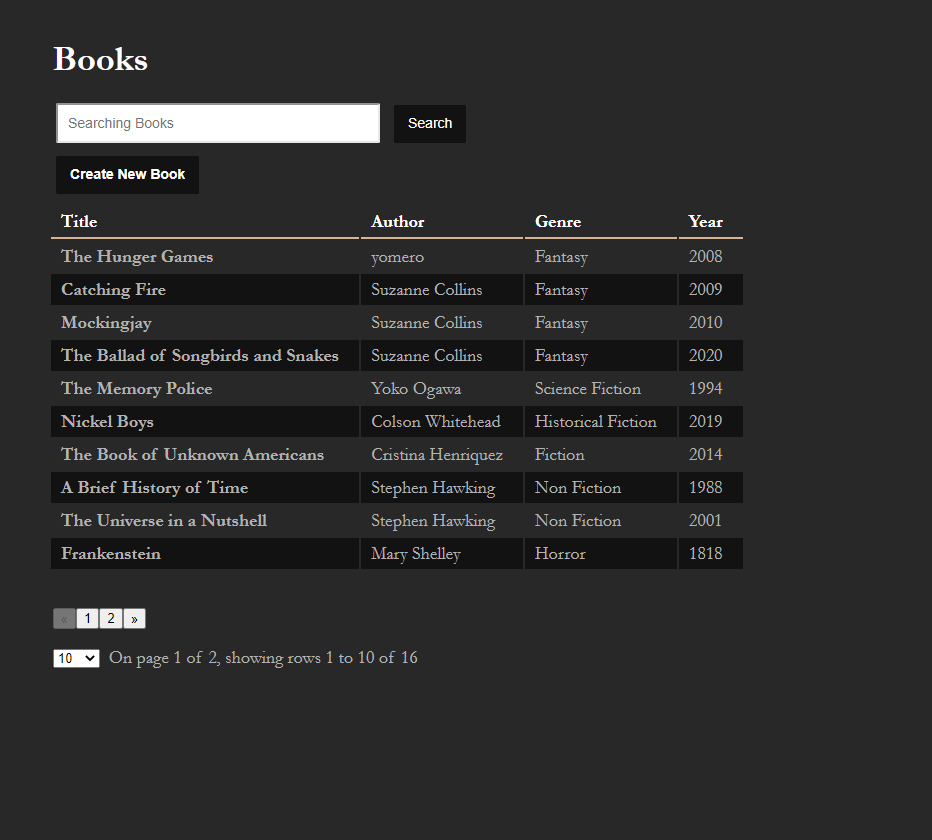 Books
Searching Books Search
Create New Book
Title Author Genre Year
The Hunger Games yomero Fantasy 2008
Catching Fire Suzanne Collins Fantasy 2009
Mockingjay Suzanne Collins Fantasy 2010
The Ballad of Songbirds and Snakes Suzanne Collins Fantasy 2020
The Memory Police Yoko Ogawa Science Fiction 1994
Nickel Boys Colson Whitehead Historical Fiction 2019
The Book of Unknown Americans Cristina Henriquez Fiction 2014
A Brief History of Time Stephen Hawking Non Fiction 1988
The Universe in a Nutshell Stephen Hawking Non Fiction 2001
Frankenstein Mary Shelley Horror 1818
« 1 2 »
10 On page 1 of 2, showing rows 1 to 10 of 16